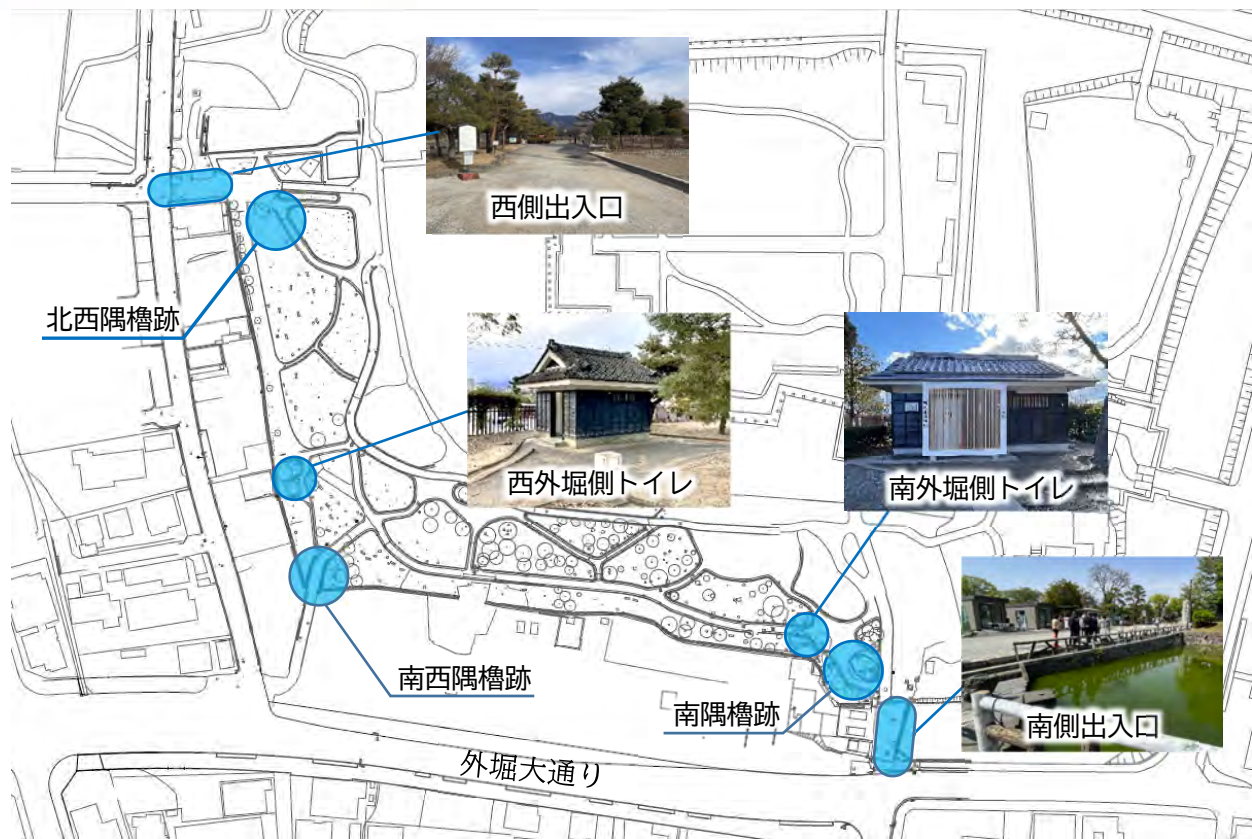 西側出入口
北西隅櫓跡
西外堀側トイレ
南外堀側トイレ
南西隅櫓跡
南隅櫓跡
南側出入口
外堀大通り